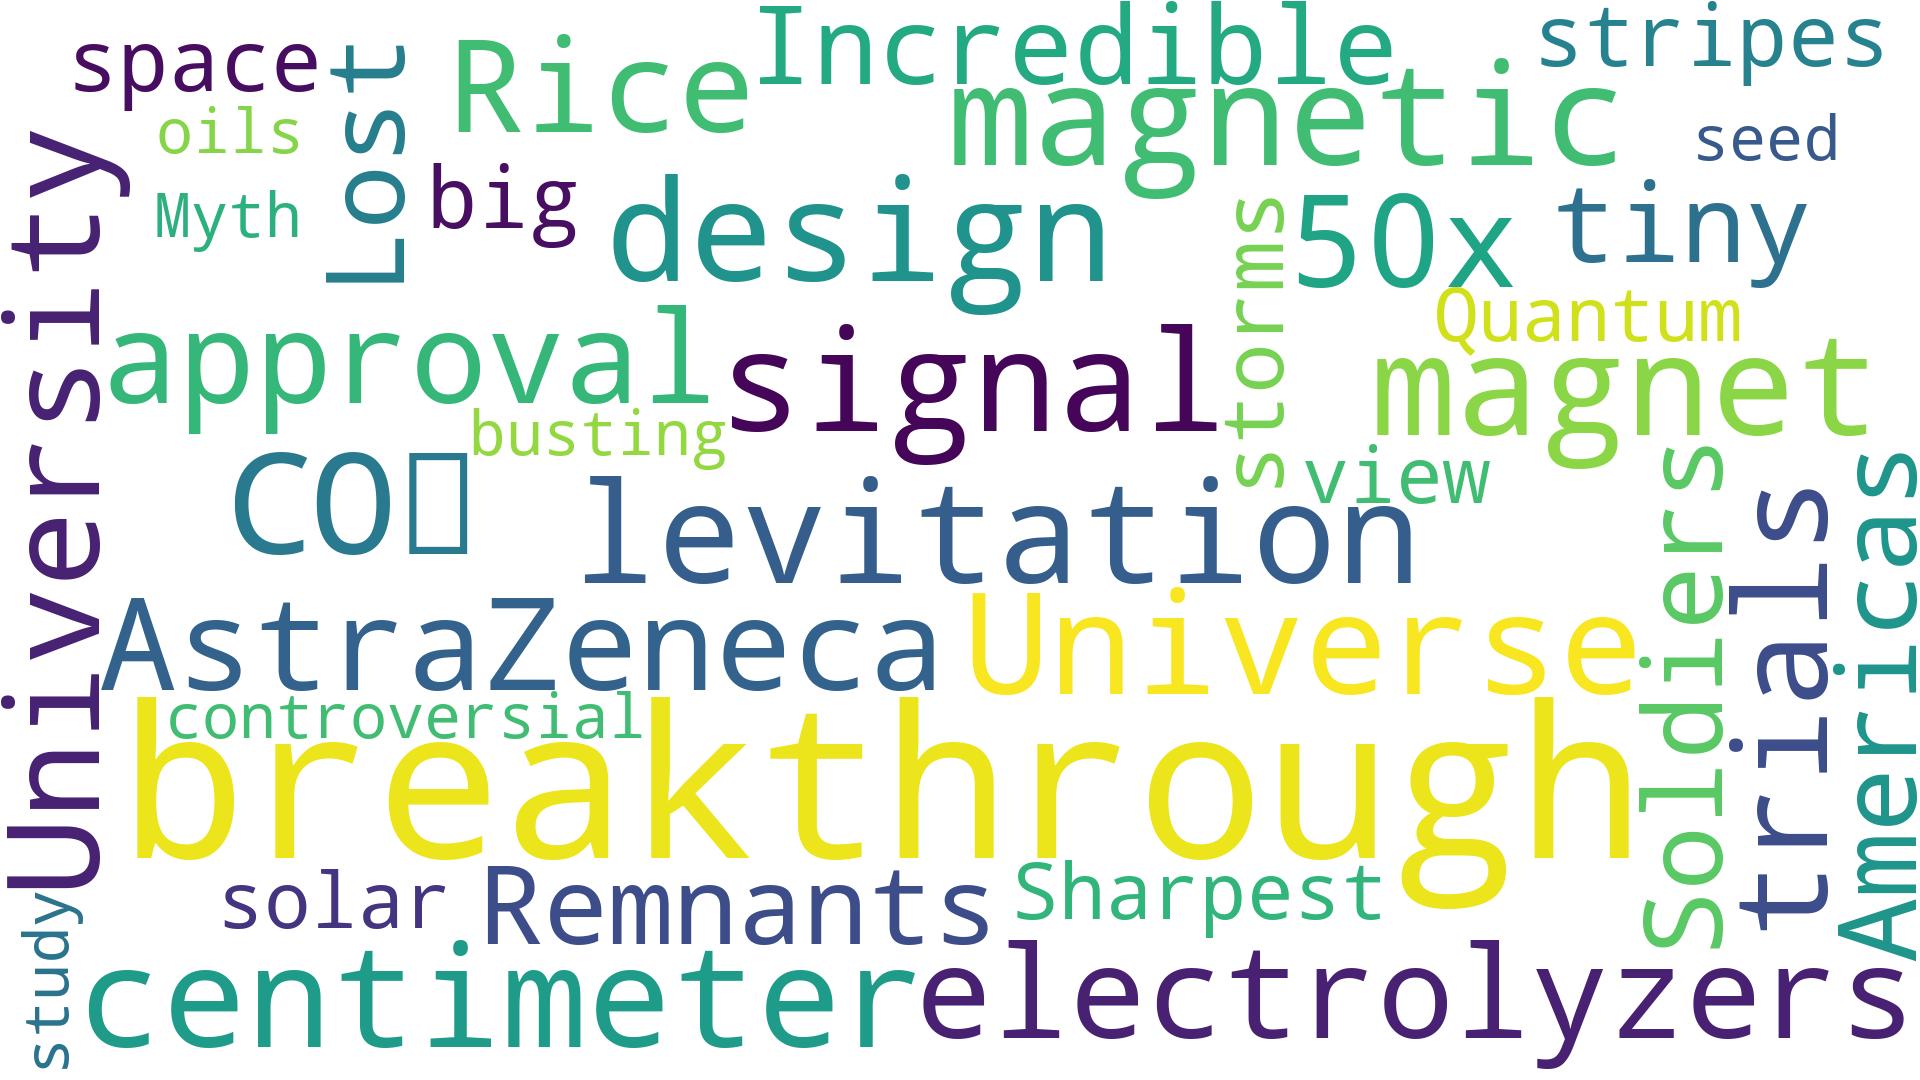 space
Lost
Rice
Incredible
stripes
oils
magnetic
seed
Myth
big
design
storms
50x
tiny
University
Quantum
approval
signal
magnet
busting
CO▯
levitation
view
Soldiers
trials
Americas
AstraZeneca
Universe
controversial
breakthrough
solar
Remnants
Sharpest
study
centimeter
electrolyzers